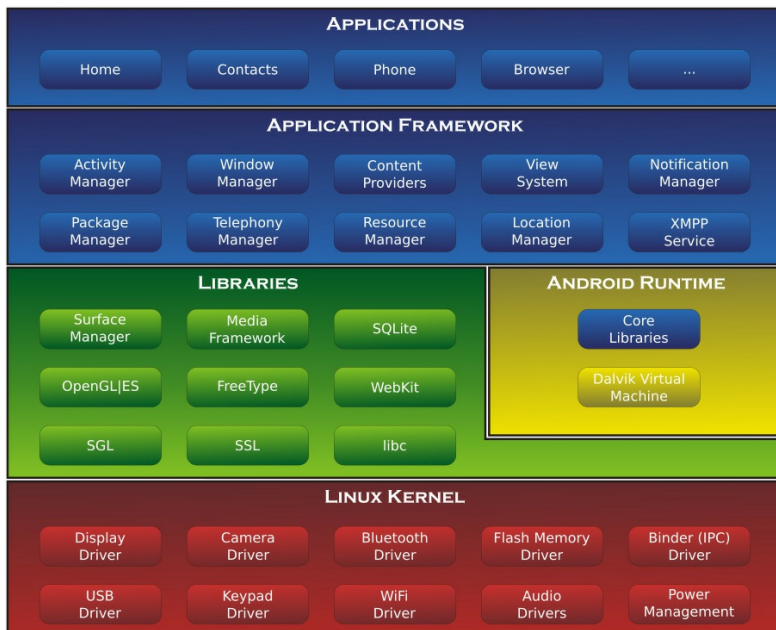 APPLICATIONS
Home
Contacts
Phone
Browser
...
APPLICATION FRAMEWORK
Activity
Manager
Window
Manager
Content
Providers
View
System
Notification
Manager
Package
Manager
Telephony
Manager
Resource
Manager
Location
Manager
XMPP
Service
LIBRARIES
Surface
Manager
Media
Framework
SQLite
OpenGL|ES
FreeType
WebKit
SGL
SSL
libc
ANDROID RUNTIME
Core
Libraries
Dalvik Virtual
Machine
LINUX KERNEL
Display
Driver
Camera
Driver
Bluetooth
Driver
Flash Memory
Driver
Binder (IPC)
Driver
USB
Driver
Keypad
Driver
WiFi
Driver
Audio
Drivers
Power
Management